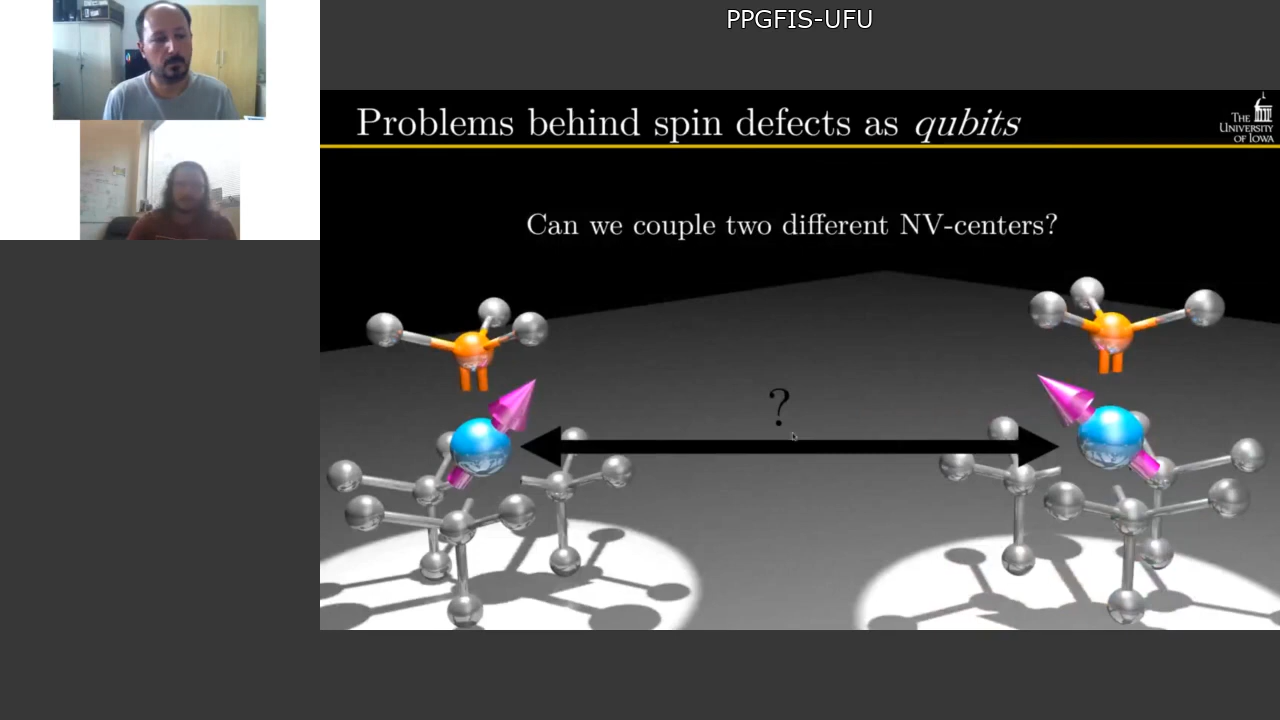 PPGFIS-UFU
Problems behind spin defects as qubits
THE
UNIVERSITY
OF IOWA
Can we couple two different NV-centers?
?